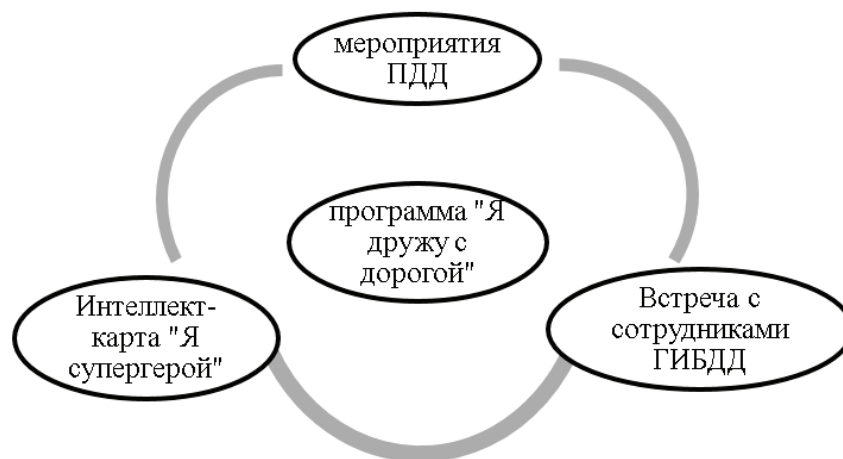 мероприятия
ПДД
программа "Я
дружу с
дорогой"
Интеллект-
карта "Я
супергерой"
Встреча с
сотрудниками
ГИБДД